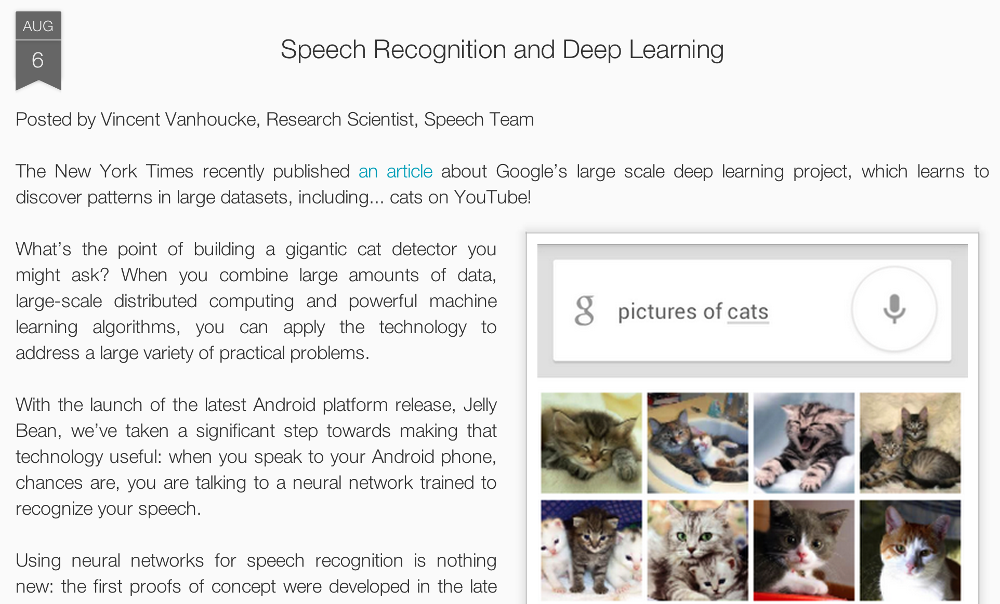 AUG
6
Speech Recognition and Deep Learning
Posted by Vincent Vanhoucke, Research Scientist, Speech Team
The New York Times recently published an article about Google’s large scale deep learning project, which learns to
discover patterns in large datasets, including... cats on YouTube!
What’s the point of building a gigantic cat detector you
might ask? When you combine large amounts of data,
large-scale distributed computing and powerful machine
learning algorithms, you can apply the technology to
address a large variety of practical problems.
With the launch of the latest Android platform release, Jelly
Bean, we’ve taken a significant step towards making that
technology useful: when you speak to your Android phone,
chances are, you are talking to a neural network trained to
recognize your speech.
Using neural networks for speech recognition is nothing
new: the first proofs of concept were developed in the late
g pictures of cats